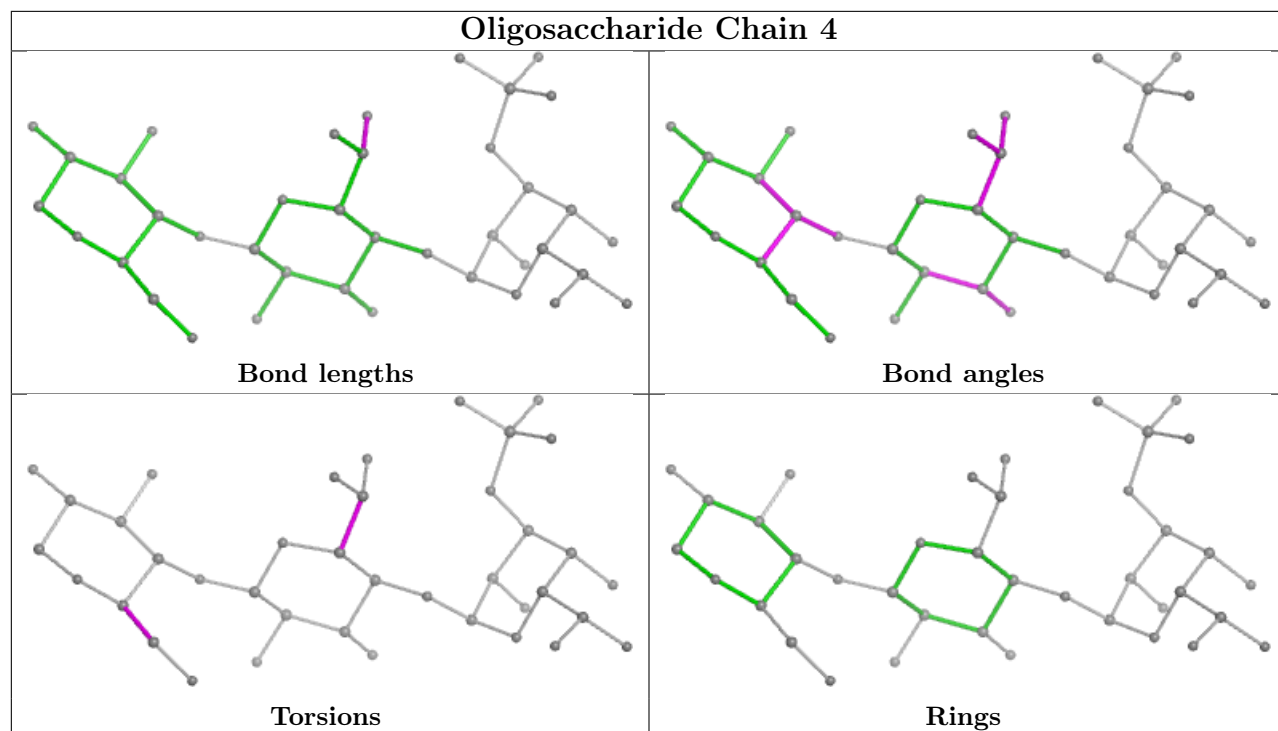 Oligosaccharide Chain 4
Bond lengths
Bond angles
Torsions
Rings